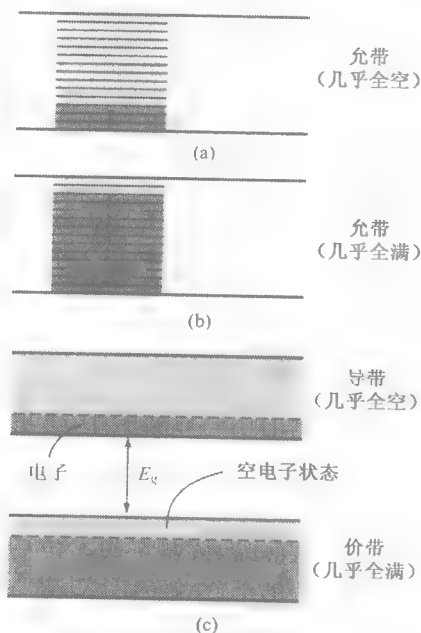 允带
(几乎全空)
(a)
允带
(几乎全满)
(b)
导带
(几乎全空)
电子
E_g
空电子状态
价带
(几乎全满)
(c)